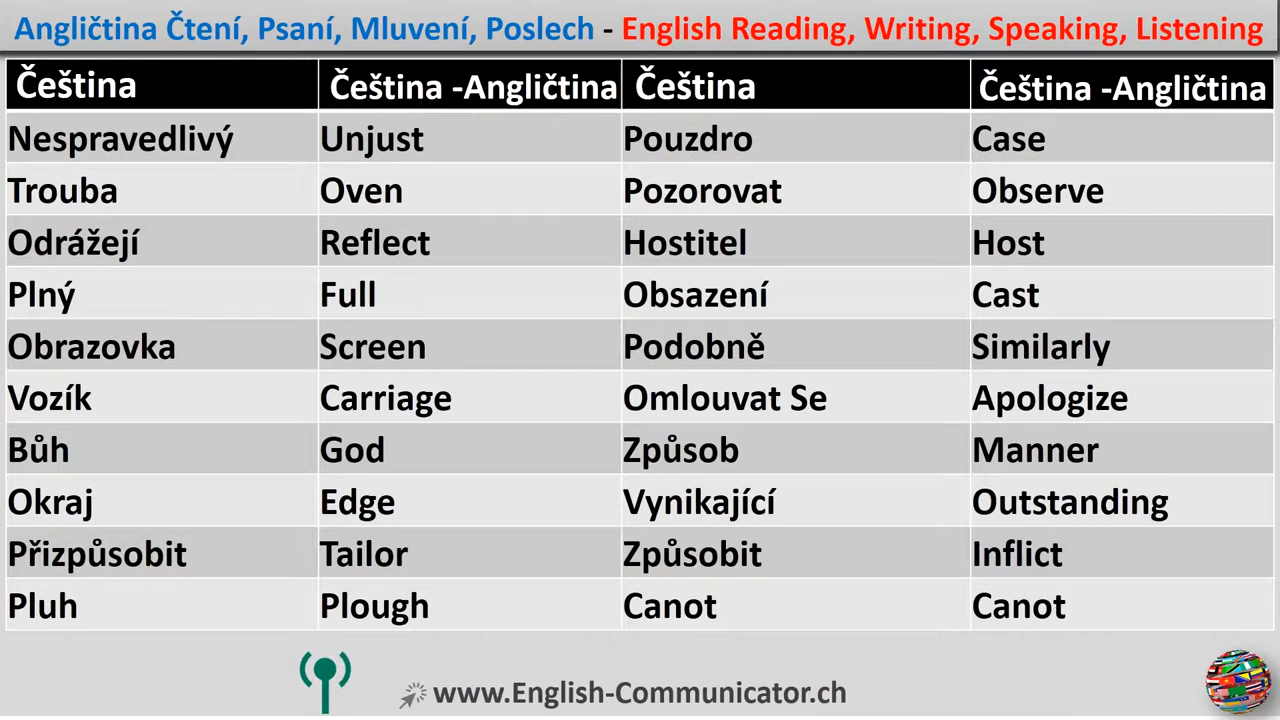 Angličtina Čtení, Psaní, Mluvení, Poslech - English Reading, Writing, Speaking, Listening
Čeština Čeština -Angličtina Čeština Čeština -Angličtina
Nespravedlivý Unjust Pouzdro Case
Trouba Oven Pozorovat Observe
Odrážejí Reflect Hostitel Host
Plný Full Obsazení Cast
Obrazovka Screen Podobně Similarly
Vozík Carriage Omlouvat Se Apologize
Bůh God Způsob Manner
Okraj Edge Vynikající Outstanding
Přizpůsobit Tailor Způsobit Inflict
Pluh Plough Canot Canot
www.English-Communicator.ch